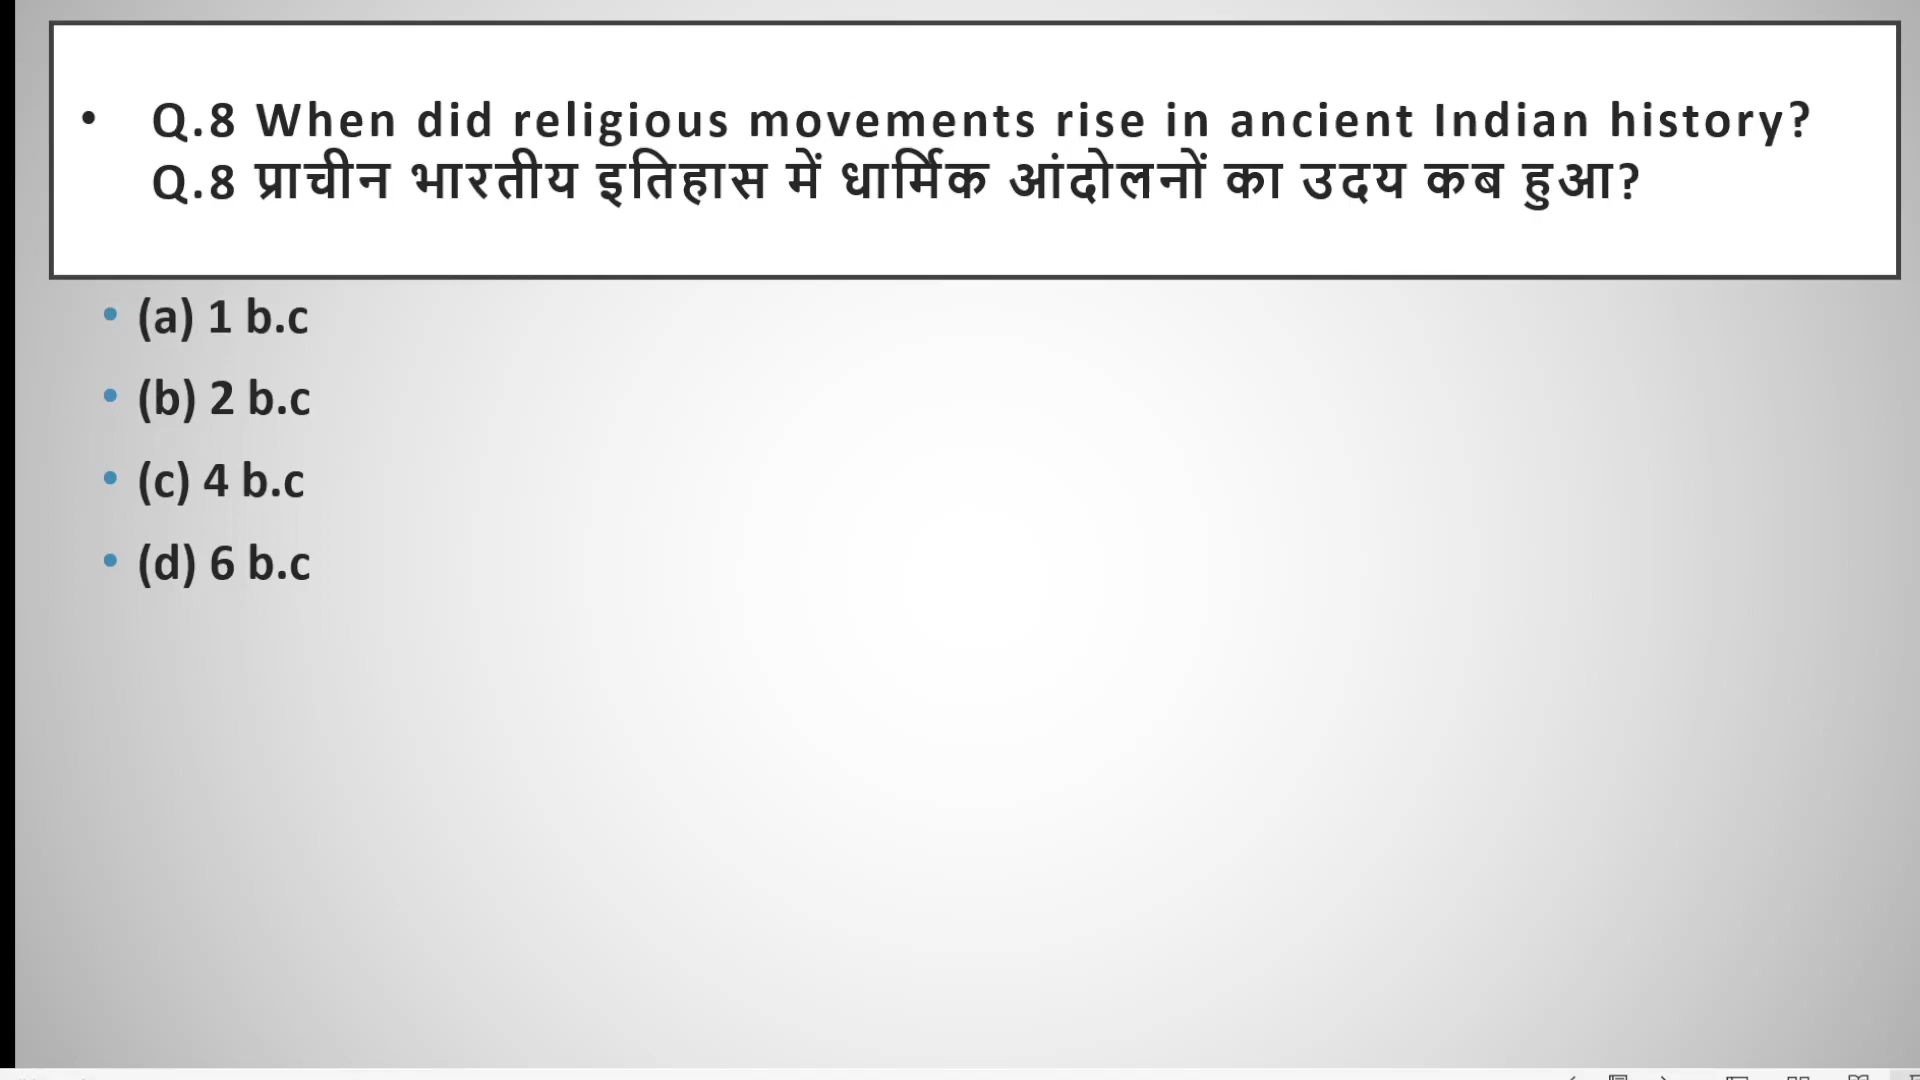 • Q.8 When did religious movements rise in ancient Indian history?
Q.8 प्राचीन भारतीय इतिहास में धार्मिक आंदोलनों का उदय कब हुआ?
• (a) 1 b.c
• (b) 2 b.c
• (c) 4 b.c
• (d) 6 b.c